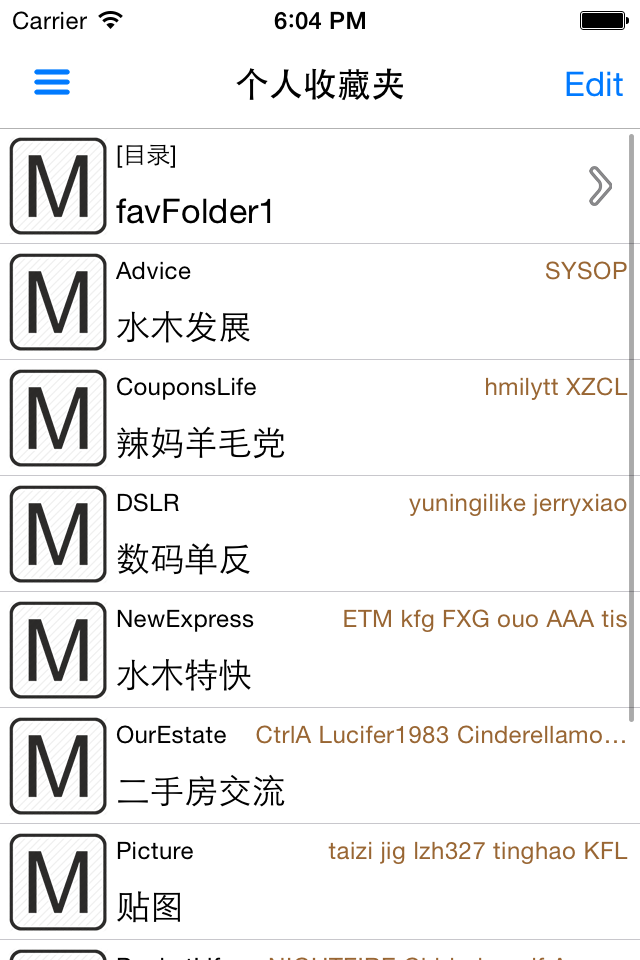 Carrier 6:04 PM
个人收藏夹 Edit
M [目录]
favFolder1
M Advice SYSOP
水木发展
M CouponsLife hmilytt XZCL
辣妈羊毛党
M DSLR yuningilike jerryxiao
数码单反
M NewExpress ETM kfg FXG ouo AAA tis
水木特快
M OurEstate CtrlA Lucifer1983 Cinderellamo…
二手房交流
M Picture taizi jig lzh327 tinghao KFL
贴图